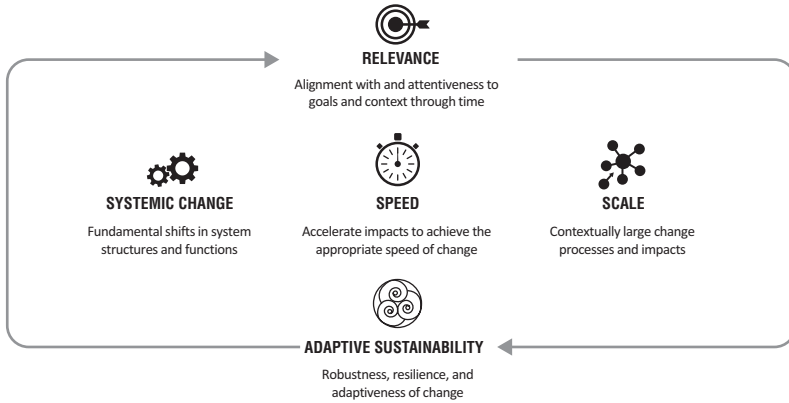 RELEVANCE
Alignment with and attentiveness to
goals and context through time
SYSTEMIC CHANGE
Fundamental shifts in system
structures and functions
SPEED
Accelerate impacts to achieve the
appropriate speed of change
SCALE
Contextually large change
processes and impacts
ADAPTIVE SUSTAINABILITY
Robustness, resilience, and
adaptiveness of change